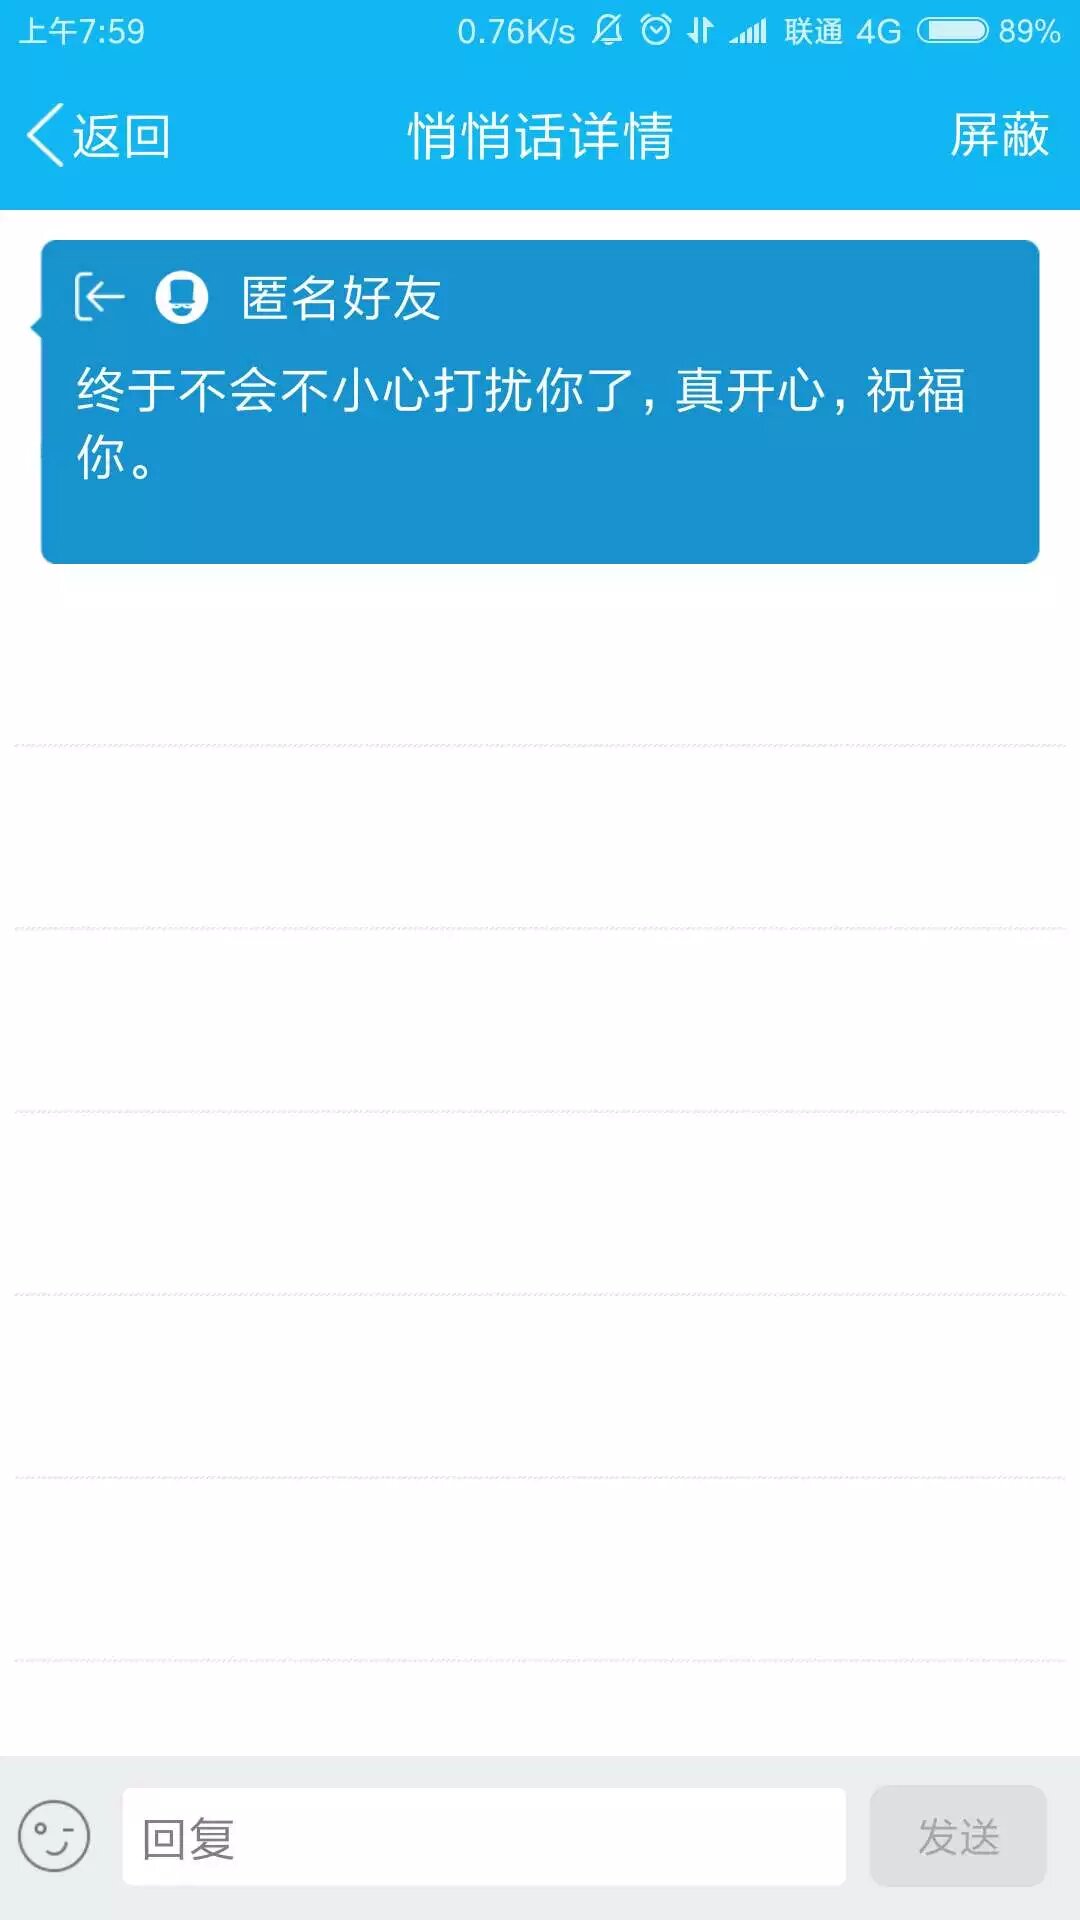 上午7:59 0.76K/s 联通 4G 89%
返回 悄悄话详情 屏蔽
匿名好友
终于不会不小心打扰你了，真开心，祝福
你。
回复 发送